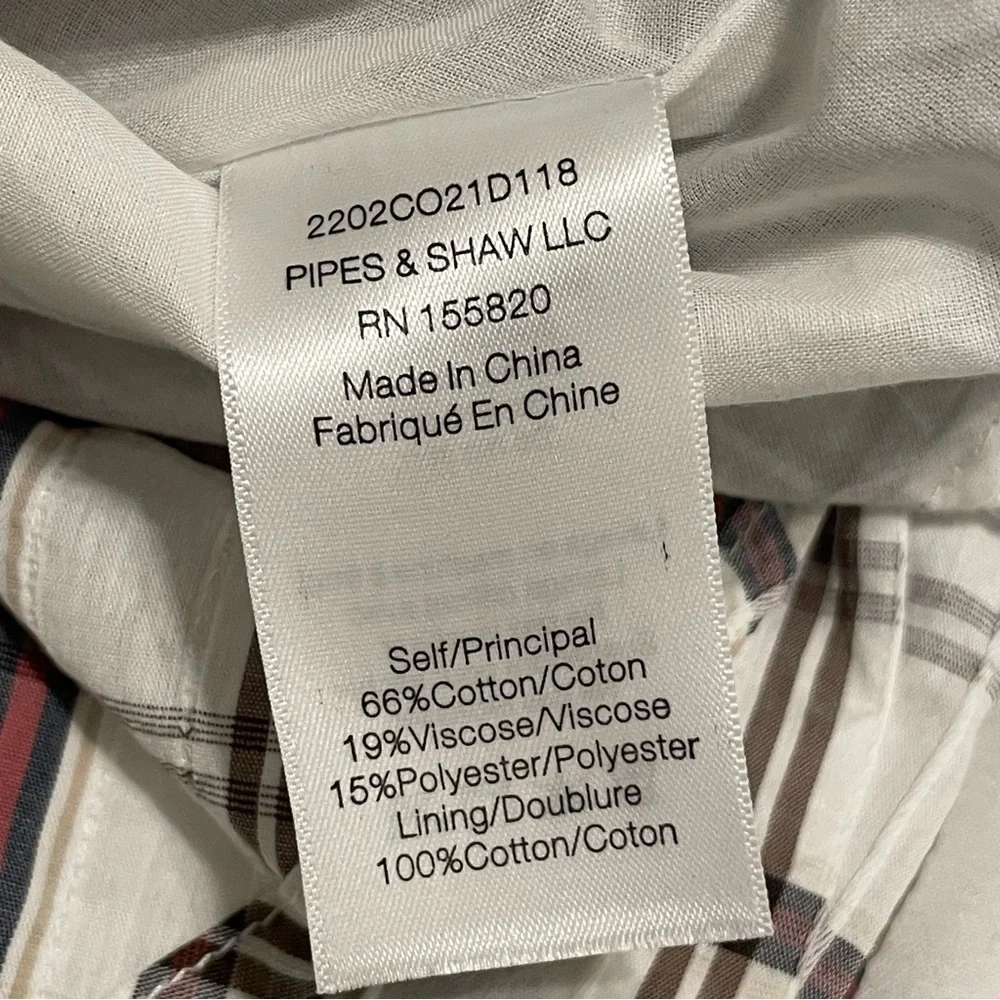 2202CO21D118
PIPES & SHAW LLC
RN 155820
Made In China
Fabriqué En Chine
Self/Principal
66%Cotton/Coton
19%Viscose/Viscose
15%Polyester/Polyester
Lining/Doublure
100%Cotton/Coton